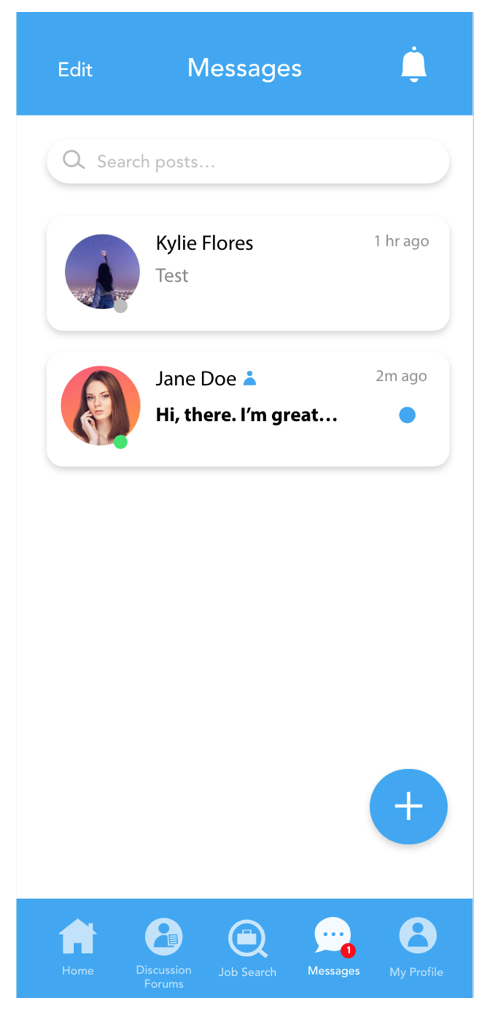 Edit Messages
Search posts...
Kylie Flores 1 hr ago
Test
Jane Doe 2m ago
Hi, there. I'm great...
1
Home Discussion Forums Job Search Messages My Profile